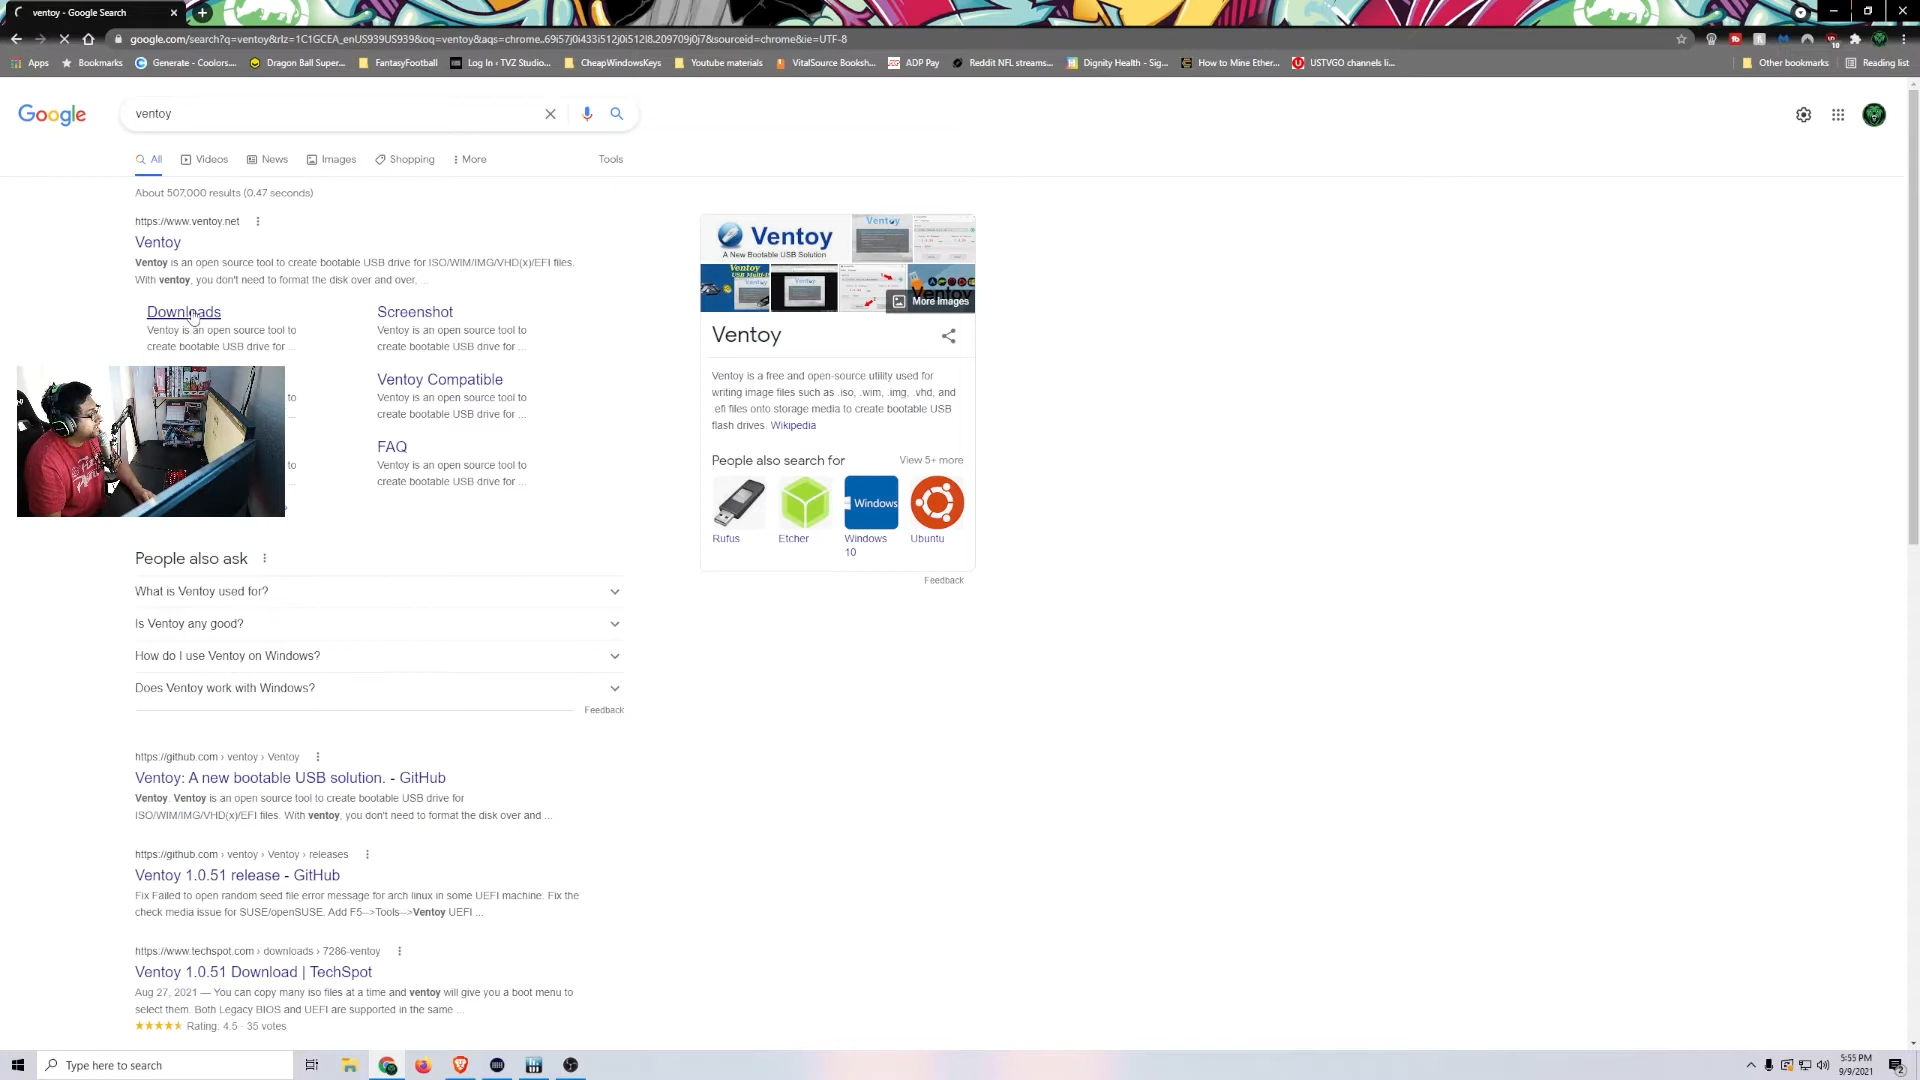 ventoy - Google Search
google.com/search?q=ventoy&rlz=1C1GCEA_enUS939US939&oq=ventoy&aqs=chrome..69i57j0i433i512j0i512l8.209709j0j7&sourceid=chrome&ie=UTF-8
10
Apps Bookmarks Generate - Coolors.... Dragon Ball Super... FantasyFootball Log In ‹ TVZ Studio... CheapWindowsKeys Youtube materials VitalSource Booksh... ADP Pay Reddit NFL streams... Dignity Health - Sig... How to Mine Ether... USTVGO channels li... Other bookmarks Reading list
Google
ventoy
All Videos News Images Shopping More Tools
About 507,000 results (0.47 seconds)
https://www.ventoy.net
Ventoy
Ventoy is an open source tool to create bootable USB drive for ISO/WIM/IMG/VHD(x)/EFI files.
With ventoy, you don't need to format the disk over and over, ...
Downloads
Ventoy is an open source tool to
create bootable USB drive for ...
Screenshot
Ventoy is an open source tool to
create bootable USB drive for ...
to
...
Ventoy Compatible
Ventoy is an open source tool to
create bootable USB drive for ...
to
...
FAQ
Ventoy is an open source tool to
create bootable USB drive for ...
People also ask
What is Ventoy used for?
Is Ventoy any good?
How do I use Ventoy on Windows?
Does Ventoy work with Windows?
Feedback
https://github.com › ventoy › Ventoy
Ventoy: A new bootable USB solution. - GitHub
Ventoy. Ventoy is an open source tool to create bootable USB drive for
ISO/WIM/IMG/VHD(x)/EFI files. With ventoy, you don't need to format the disk over and ...
https://github.com › ventoy › Ventoy › releases
Ventoy 1.0.51 release - GitHub
Fix Failed to open random seed file error message for arch linux in some UEFI machine. Fix the
check media issue for SUSE/openSUSE. Add F5-->Tools-->Ventoy UEFI ...
https://www.techspot.com › downloads › 7286-ventoy
Ventoy 1.0.51 Download | TechSpot
Aug 27, 2021 — You can copy many iso files at a time and ventoy will give you a boot menu to
select them. Both Legacy BIOS and UEFI are supported in the same ...
Rating: 4.5 · 35 votes
Ventoy
A New Bootable USB Solution
Ventoy
Ventoy
More images
Ventoy
Ventoy is a free and open-source utility used for
writing image files such as .iso, .wim, .img, .vhd, and
.efi files onto storage media to create bootable USB
flash drives. Wikipedia
People also search for View 5+ more
Windows
Rufus Etcher Windows 10 Ubuntu
Feedback
Type here to search
5:55 PM
9/9/2021
2